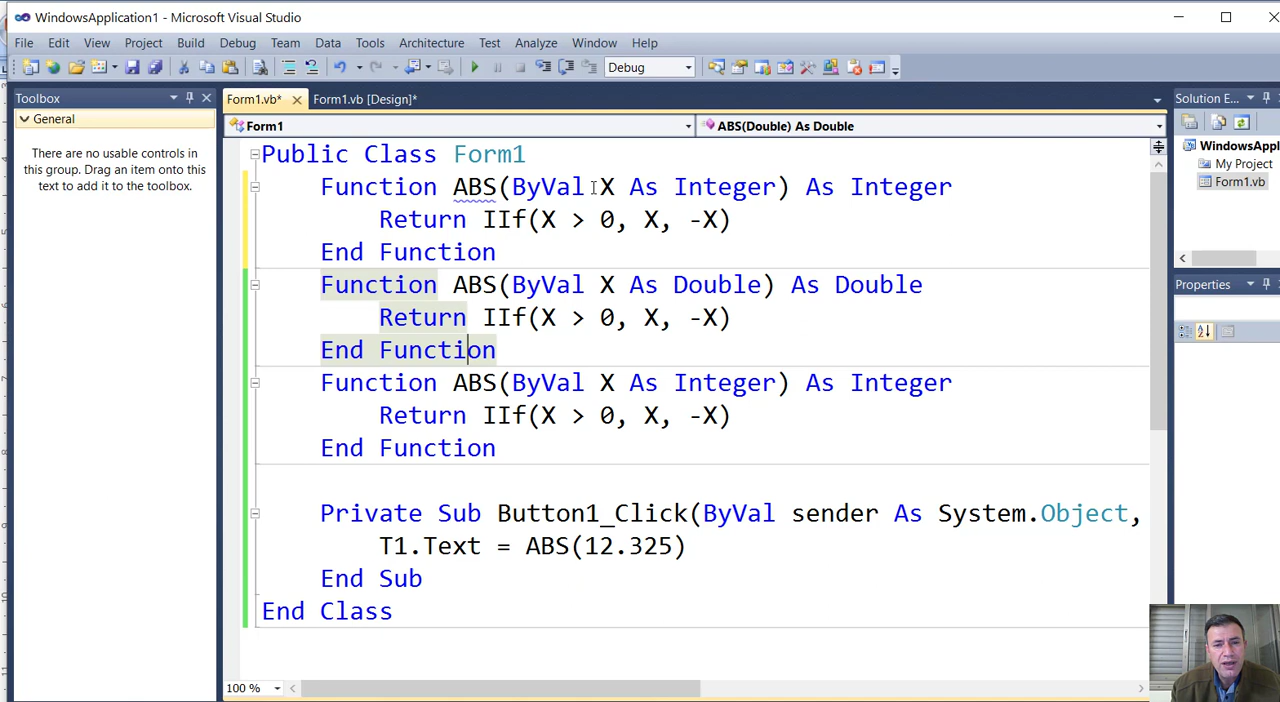 WindowsApplication1 - Microsoft Visual Studio
File Edit View Project Build Debug Team Data Tools Architecture Test Analyze Window Help
Debug
Toolbox
General
There are no usable controls in
this group. Drag an item onto this
text to add it to the toolbox.
Form1.vb* Form1.vb [Design]*
Form1 ABS(Double) As Double
Public Class Form1
Function ABS(ByVal X As Integer) As Integer
Return IIf(X > 0, X, -X)
End Function
Function ABS(ByVal X As Double) As Double
Return IIf(X > 0, X, -X)
End Function
Function ABS(ByVal X As Integer) As Integer
Return IIf(X > 0, X, -X)
End Function
Private Sub Button1_Click(ByVal sender As System.Object,
T1.Text = ABS(12.325)
End Sub
End Class
100 %
Solution E...
WindowsAppl
My Project
Form1.vb
Properties